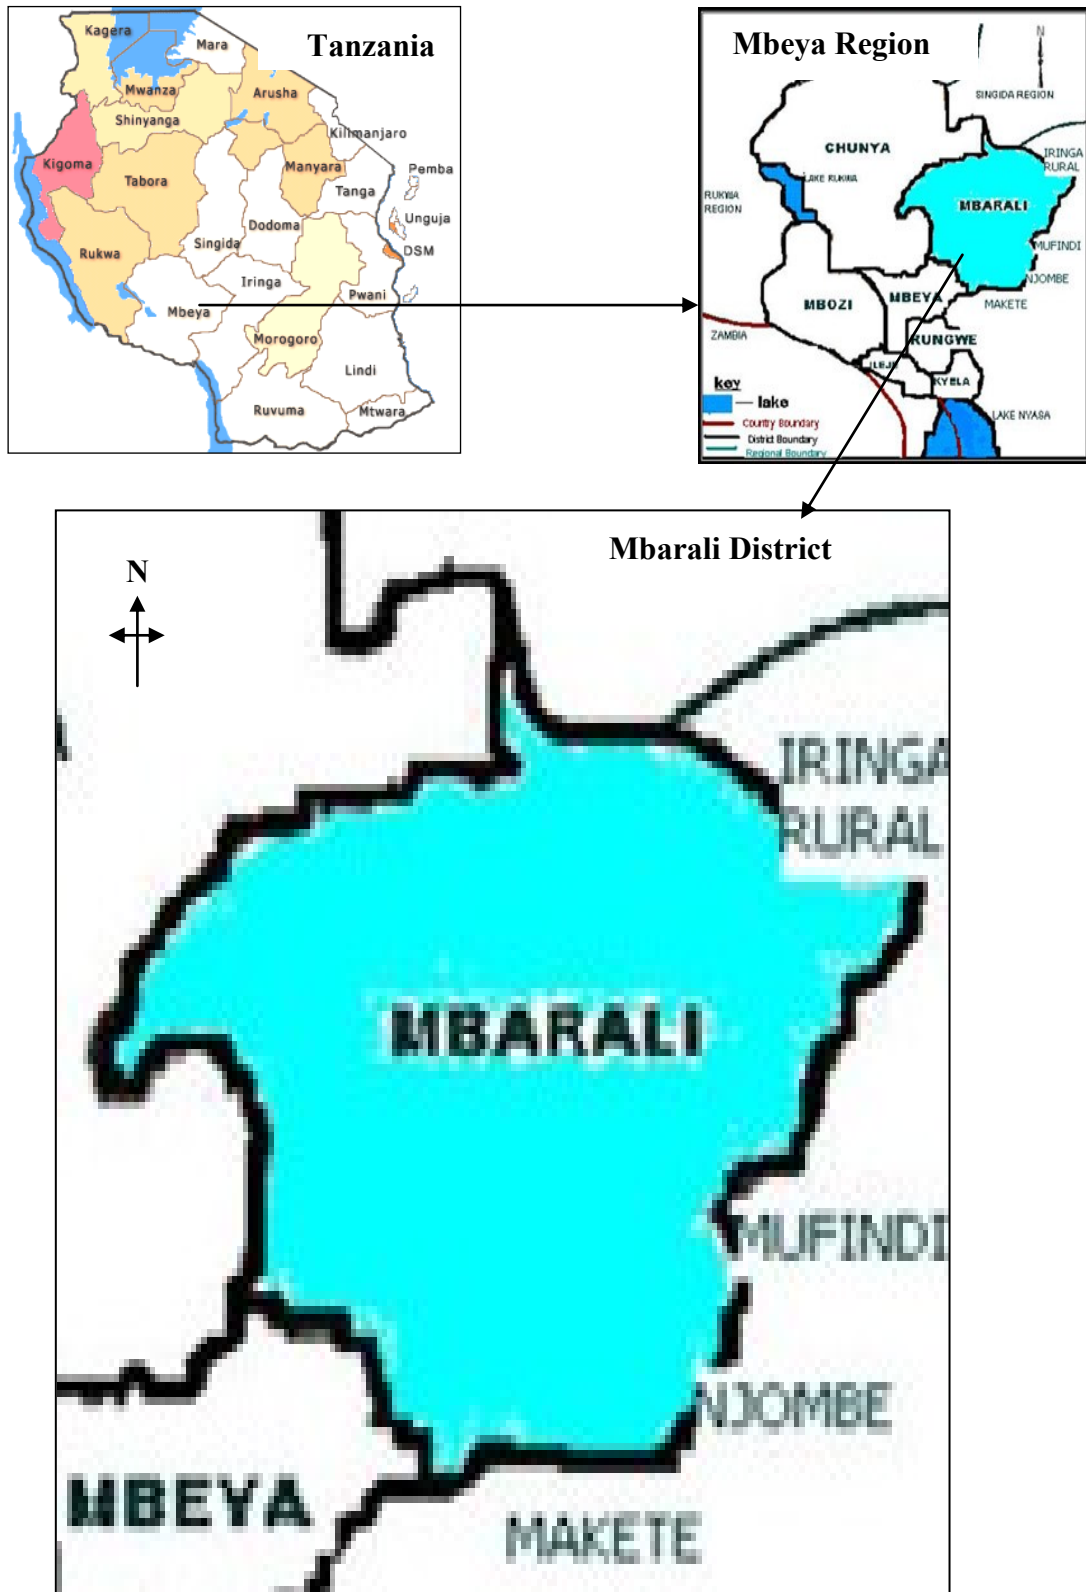 Tanzania
Kagera
Mara
Mwanza
Arusha
Shinyanga
Kilimanjaro
Kigoma
Manyara
Pemba
Tabora
Tanga
Unguja
Dodoma
Singida
DSM
Rukwa
Iringa
Pwani
Mbeya
Morogoro
Lindi
Ruvuma
Mtwara
Mbeya Region
N
SINGIDA REGION
CHUNYA
IRINGA
RURAL
LAKE RUKWA
RUKWA
REGION
MBARALI
MUFINDI
NJOMBE
MBEYA
MAKETE
MBOZI
ZAMBIA
RUNGWE
ILEJE
KYELA
key
lake
LAKE NYASA
Country Boundary
District Boundary
Regional Boundary
Mbarali District
N
IRINGA
RURAL
MBARALI
MUFINDI
NJOMBE
MBEYA
MAKETE